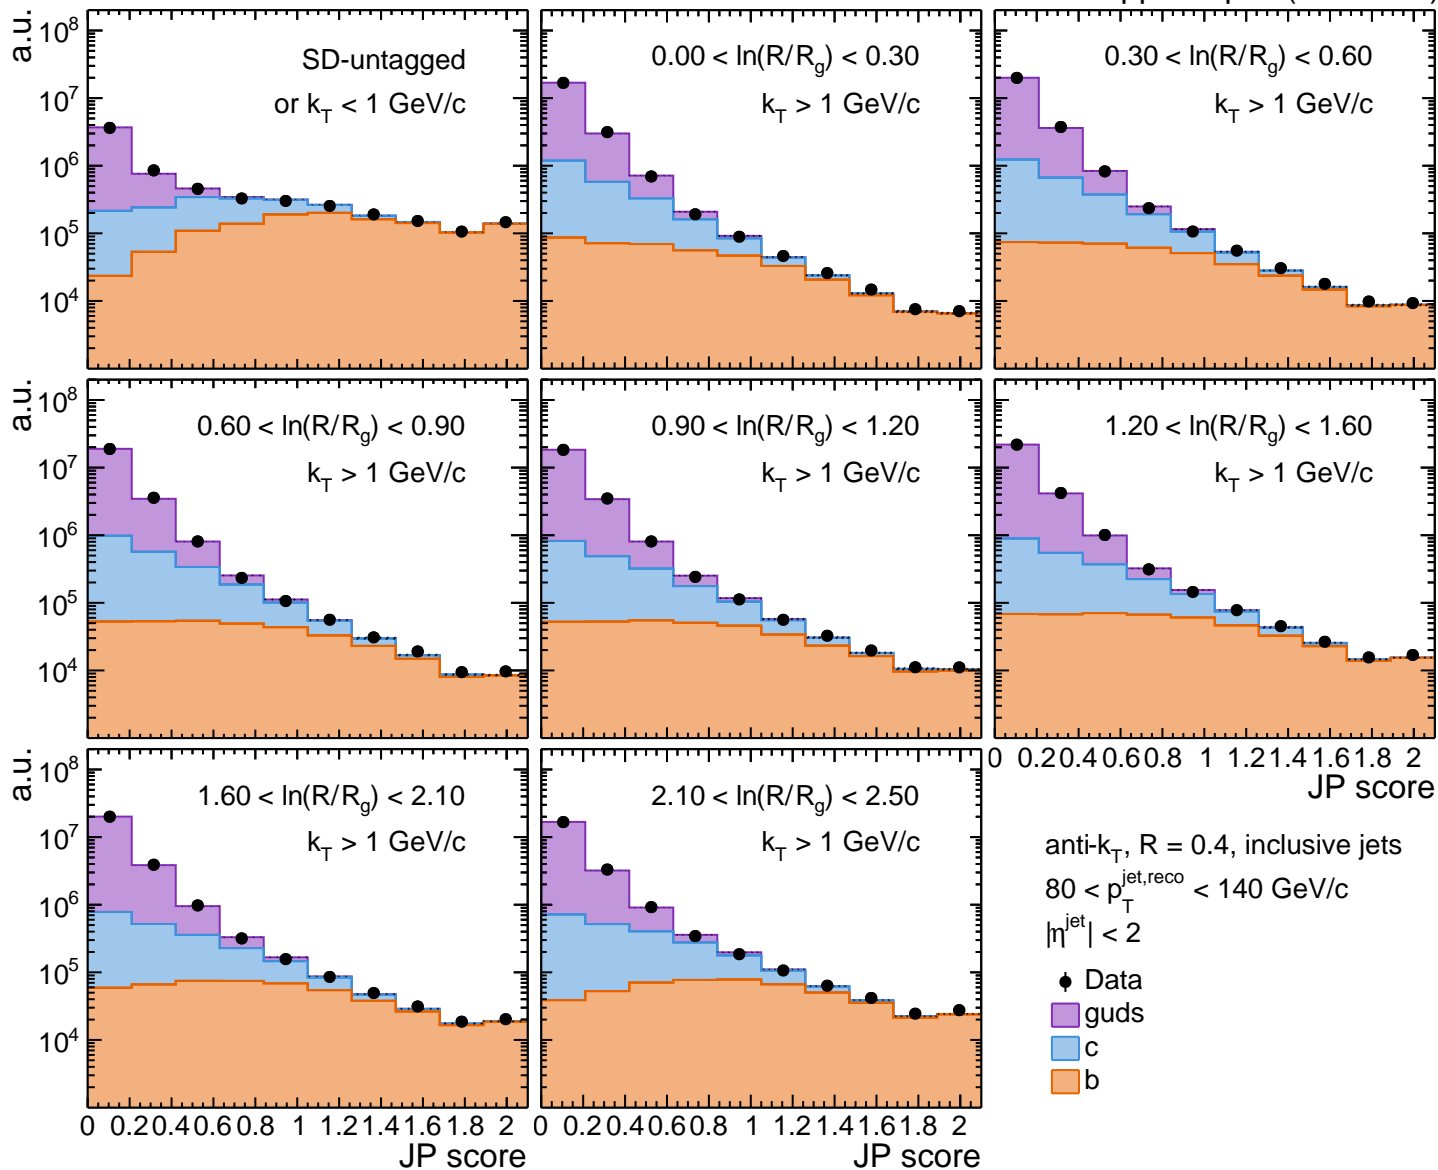 a.u.
10^8
10^7
10^6
10^5
10^4
SD-untagged
or k_T < 1 GeV/c
0.00 < ln(R/R_g) < 0.30
k_T > 1 GeV/c
0.30 < ln(R/R_g) < 0.60
k_T > 1 GeV/c
a.u.
10^8
10^7
10^6
10^5
10^4
0.60 < ln(R/R_g) < 0.90
k_T > 1 GeV/c
0.90 < ln(R/R_g) < 1.20
k_T > 1 GeV/c
1.20 < ln(R/R_g) < 1.60
k_T > 1 GeV/c
0 0.2 0.4 0.6 0.8 1 1.2 1.4 1.6 1.8 2
JP score
a.u.
10^8
10^7
10^6
10^5
10^4
1.60 < ln(R/R_g) < 2.10
k_T > 1 GeV/c
0 0.2 0.4 0.6 0.8 1 1.2 1.4 1.6 1.8 2
JP score
2.10 < ln(R/R_g) < 2.50
k_T > 1 GeV/c
0 0.2 0.4 0.6 0.8 1 1.2 1.4 1.6 1.8 2
JP score
anti-k_T, R = 0.4, inclusive jets
80 < p_T^jet,reco < 140 GeV/c
|η^jet| < 2
Data
guds
c
b